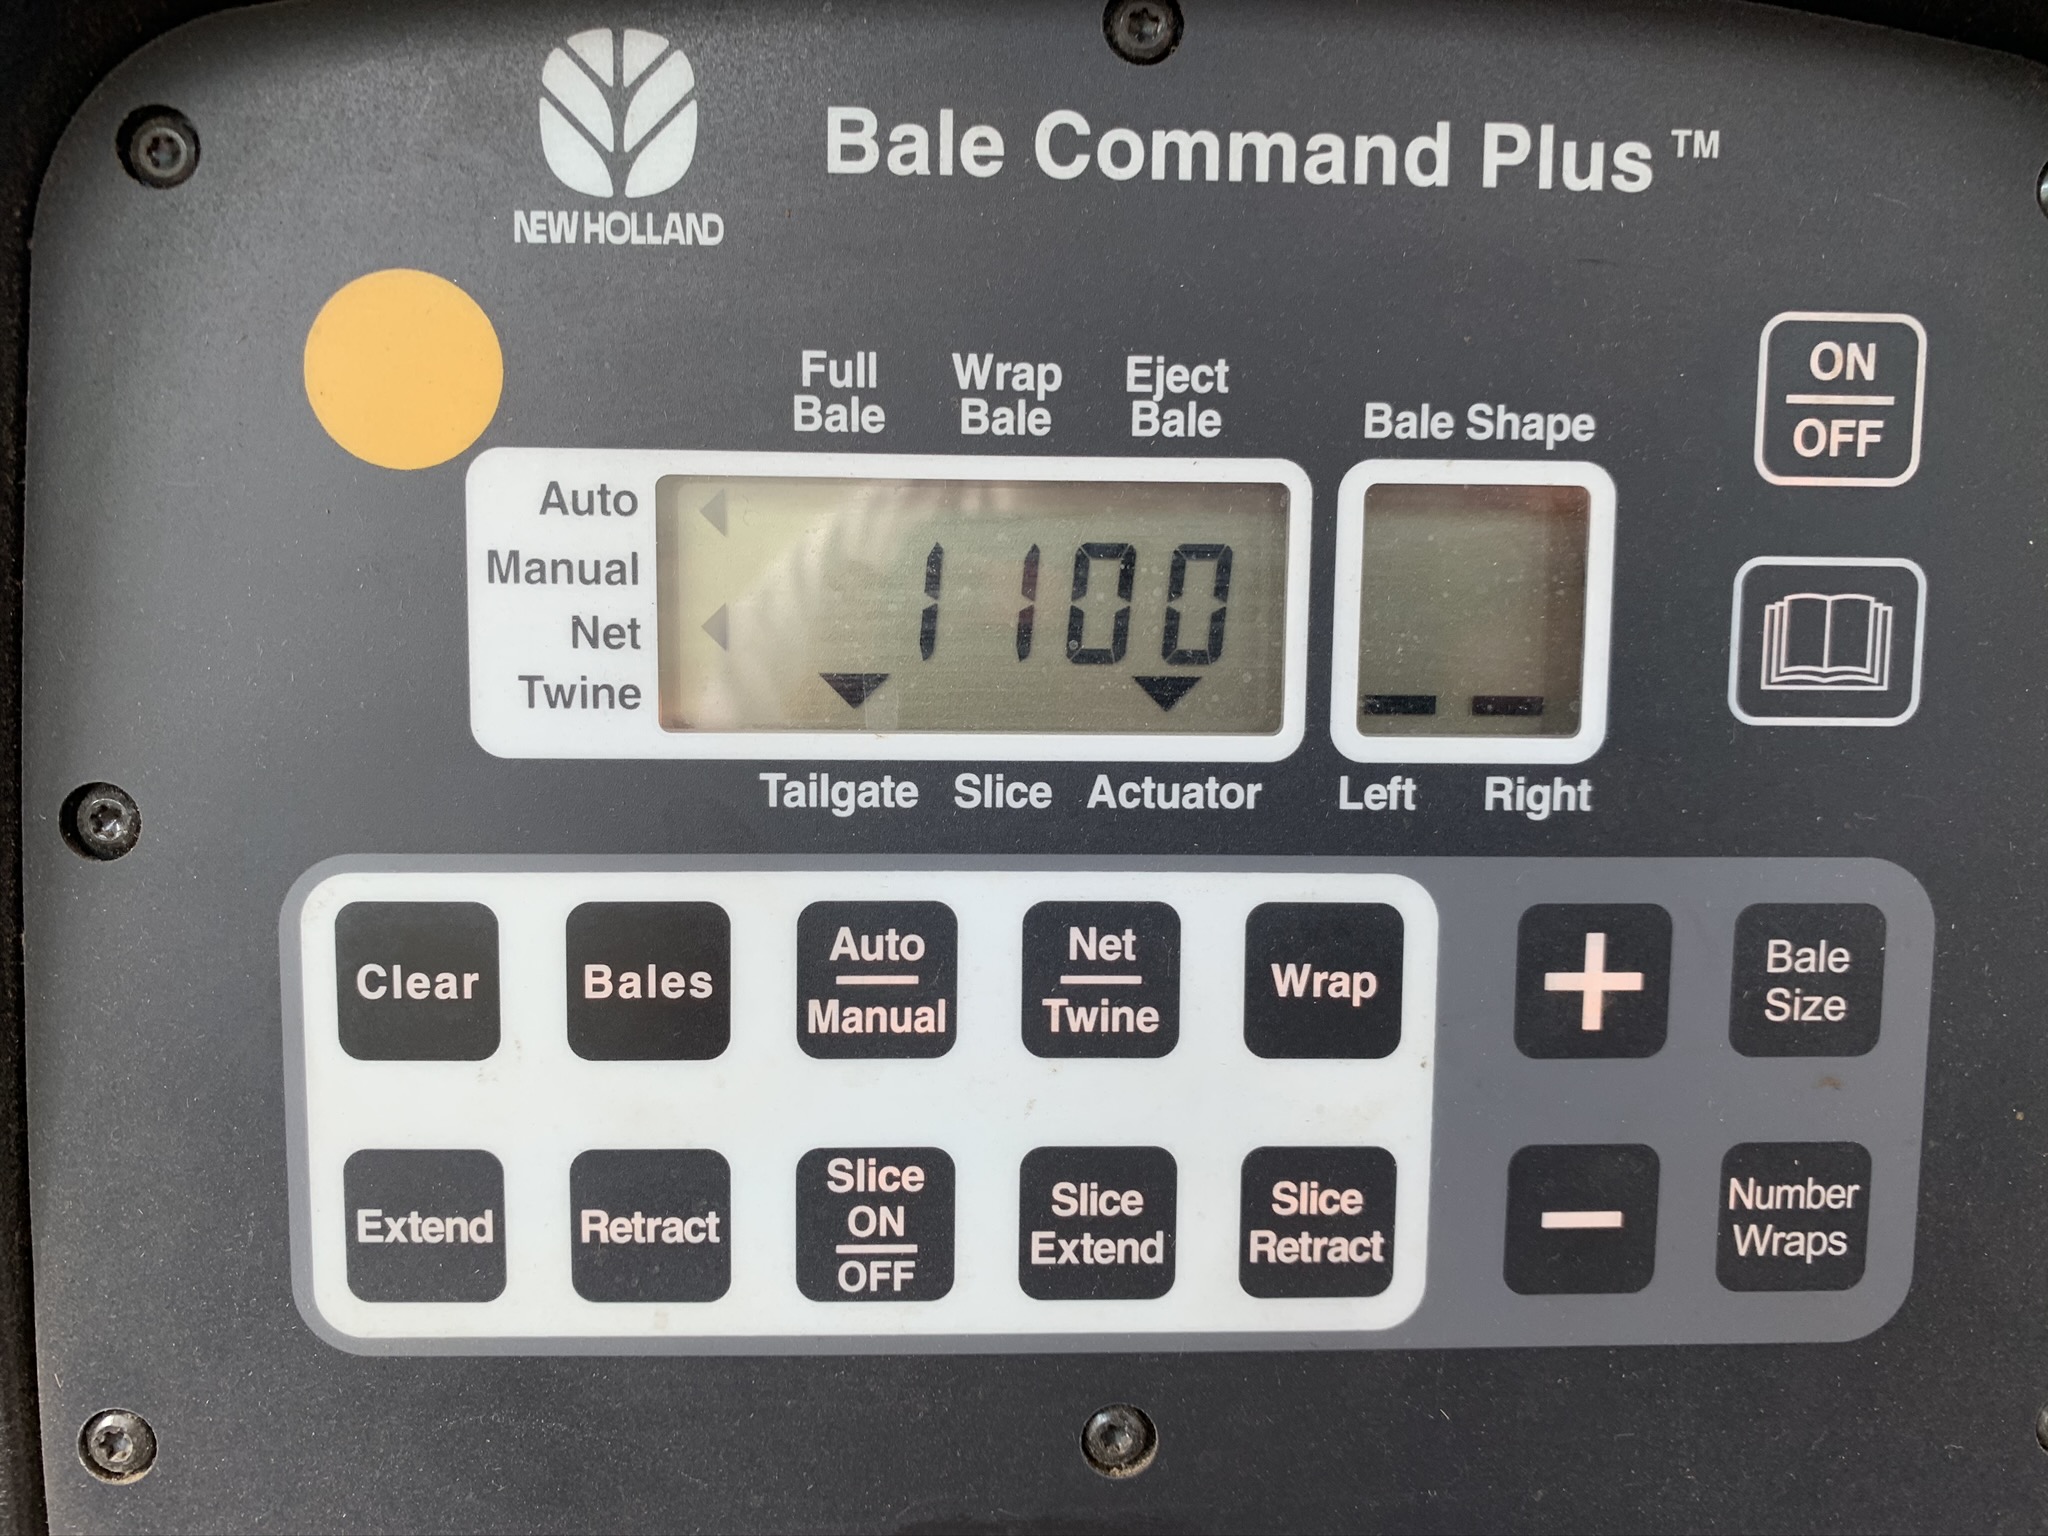 NEW HOLLAND
Bale Command Plus™
Full Bale
Wrap Bale
Eject Bale
Bale Shape
ON
OFF
Auto
Manual
Net
Twine
1100
Tailgate
Slice
Actuator
Left
Right
Clear
Bales
Auto
Manual
Net
Twine
Wrap
+
Bale
Size
Extend
Retract
Slice
ON
OFF
Slice
Extend
Slice
Retract
−
Number
Wraps